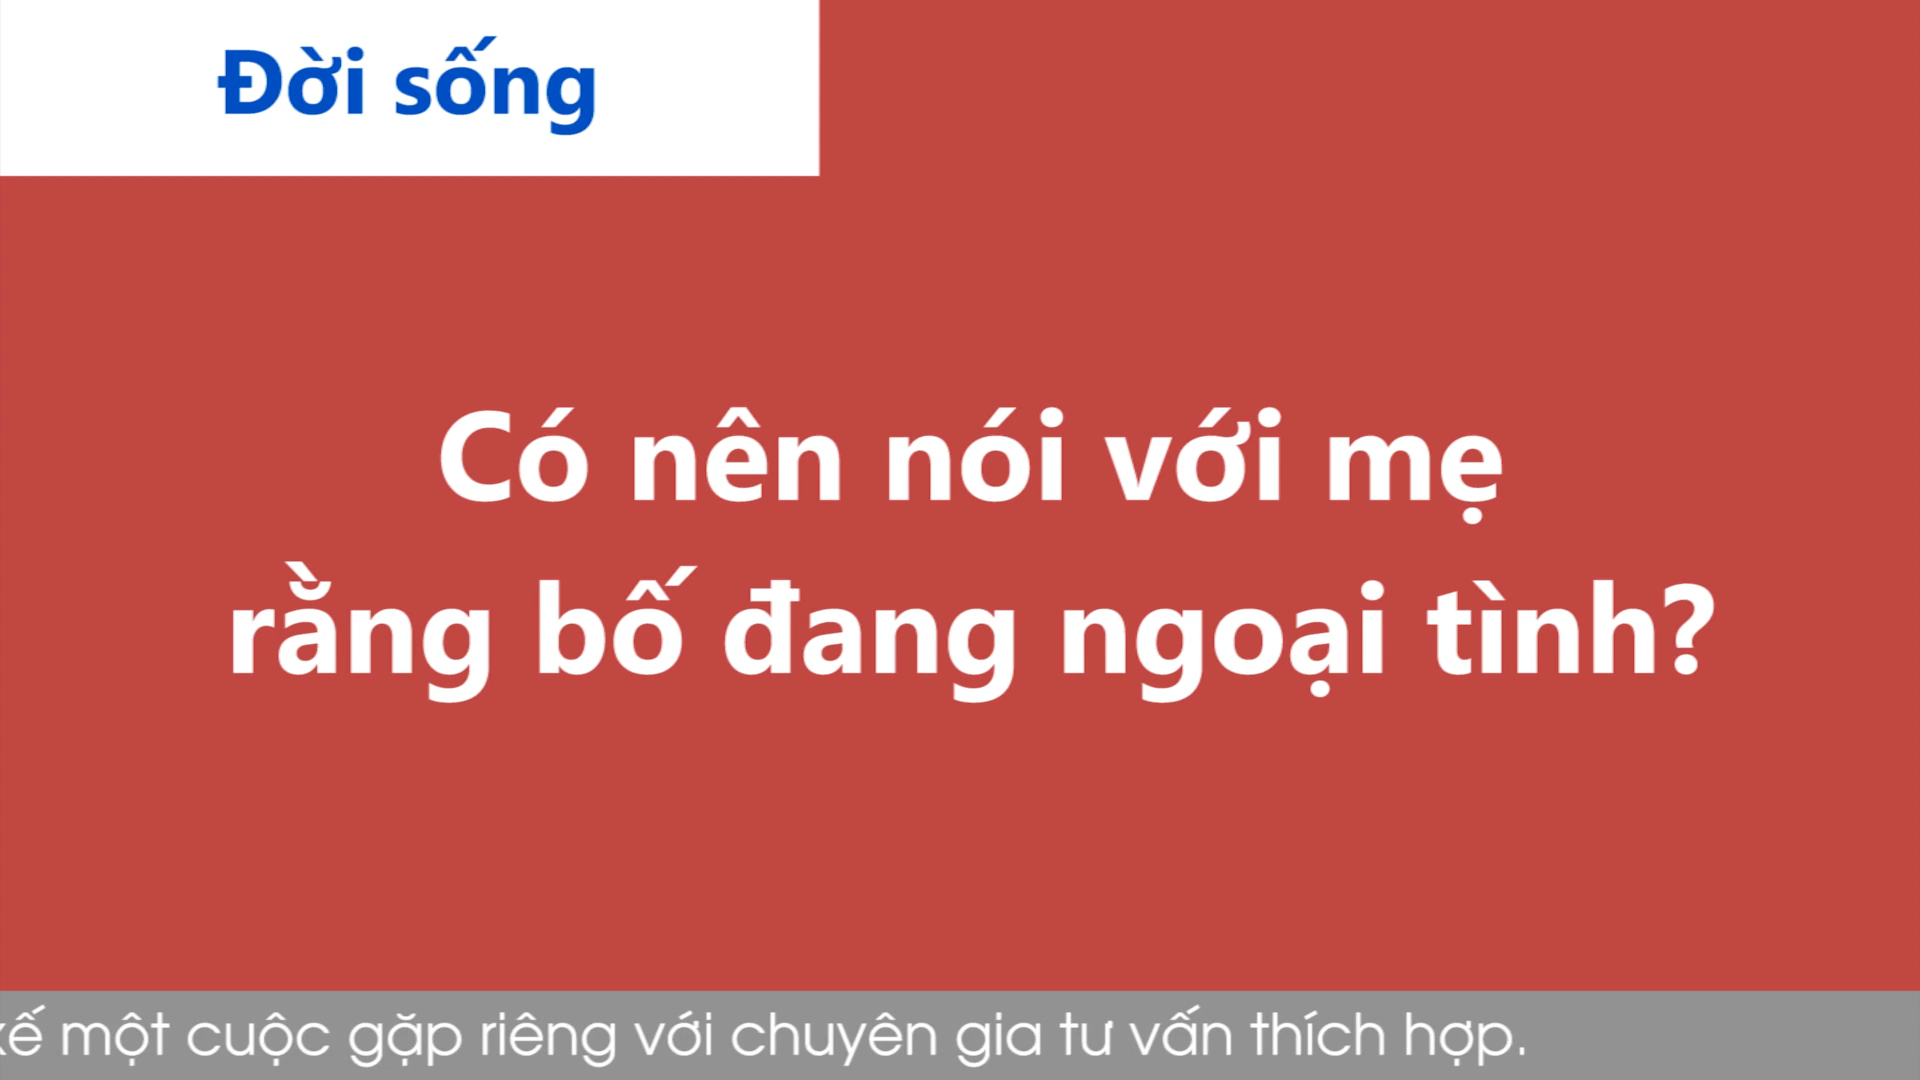 Đời sống
Có nên nói với mẹ
rằng bố đang ngoại tình?
một cuộc gặp riêng với chuyên gia tư vấn thích hợp.